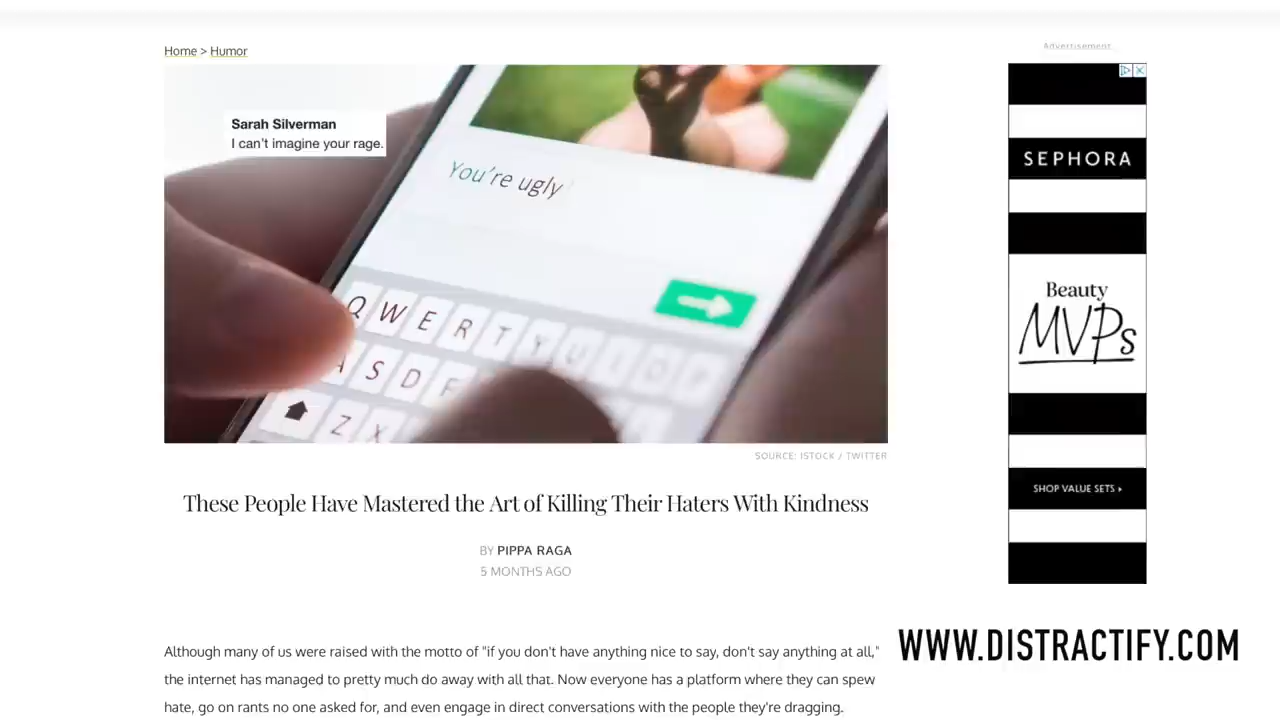 Home > Humor
Advertisement
Sarah Silverman
I can't imagine your rage.
You're ugly
Q W E R T Y U I O P
A S D F
Z X
SEPHORA
Beauty
MVPs
SHOP VALUE SETS
SOURCE: ISTOCK / TWITTER
These People Have Mastered the Art of Killing Their Haters With Kindness
BY PIPPA RAGA
5 MONTHS AGO
Although many of us were raised with the motto of "if you don't have anything nice to say, don't say anything at all,"
the internet has managed to pretty much do away with all that. Now everyone has a platform where they can spew
hate, go on rants no one asked for, and even engage in direct conversations with the people they're dragging.
WWW.DISTRACTIFY.COM